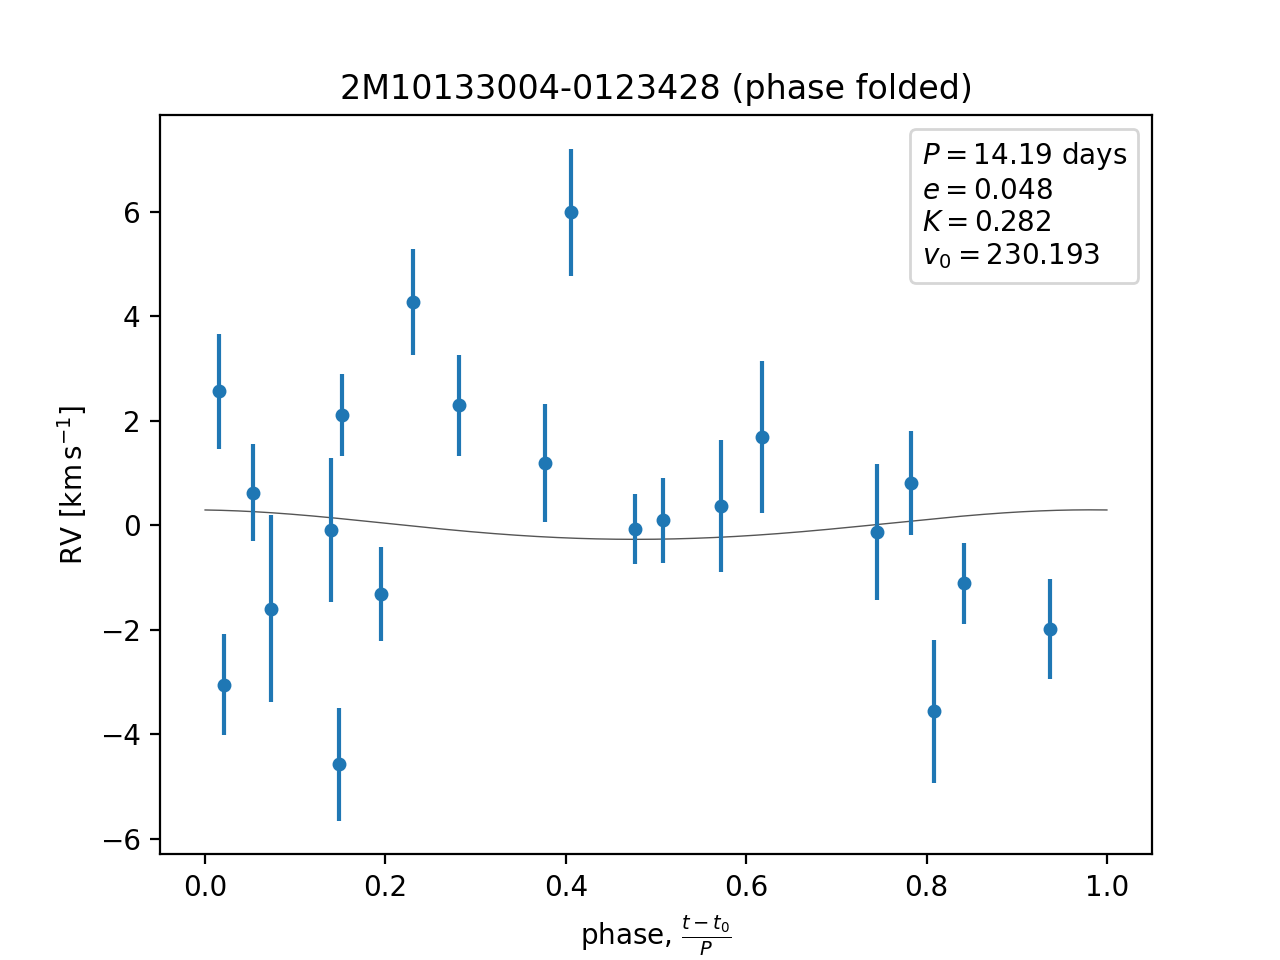 2M10133004-0123428 (phase folded)
P = 14.19 days
e = 0.048
K = 0.282
v₀ = 230.193
RV [km s⁻¹]
6
4
2
0
−2
−4
−6
0.0 0.2 0.4 0.6 0.8 1.0
phase, (t − t₀)/P